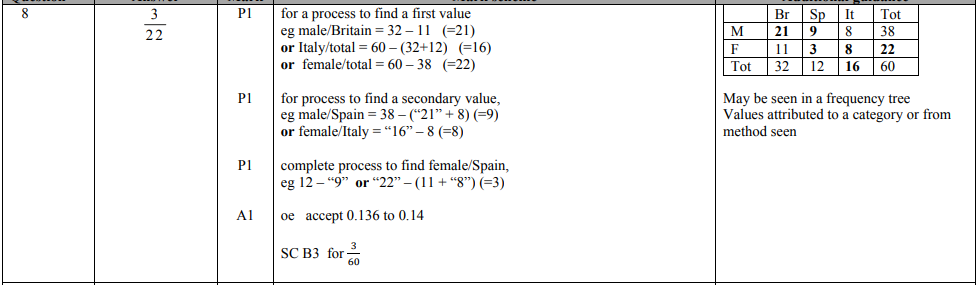 8
3
22
P1 for a process to find a first value
eg male/Britain = 32 – 11 (=21)
or Italy/total = 60 – (32+12) (=16)
or female/total = 60 – 38 (=22)
P1 for process to find a secondary value,
eg male/Spain = 38 – (“21” + 8) (=9)
or female/Italy = “16” – 8 (=8)
P1 complete process to find female/Spain,
eg 12 – “9” or “22” – (11 + “8”) (=3)
A1 oe accept 0.136 to 0.14
SC B3 for 3/60
Br Sp It Tot
M 21 9 8 38
F 11 3 8 22
Tot 32 12 16 60
May be seen in a frequency tree
Values attributed to a category or from
method seen